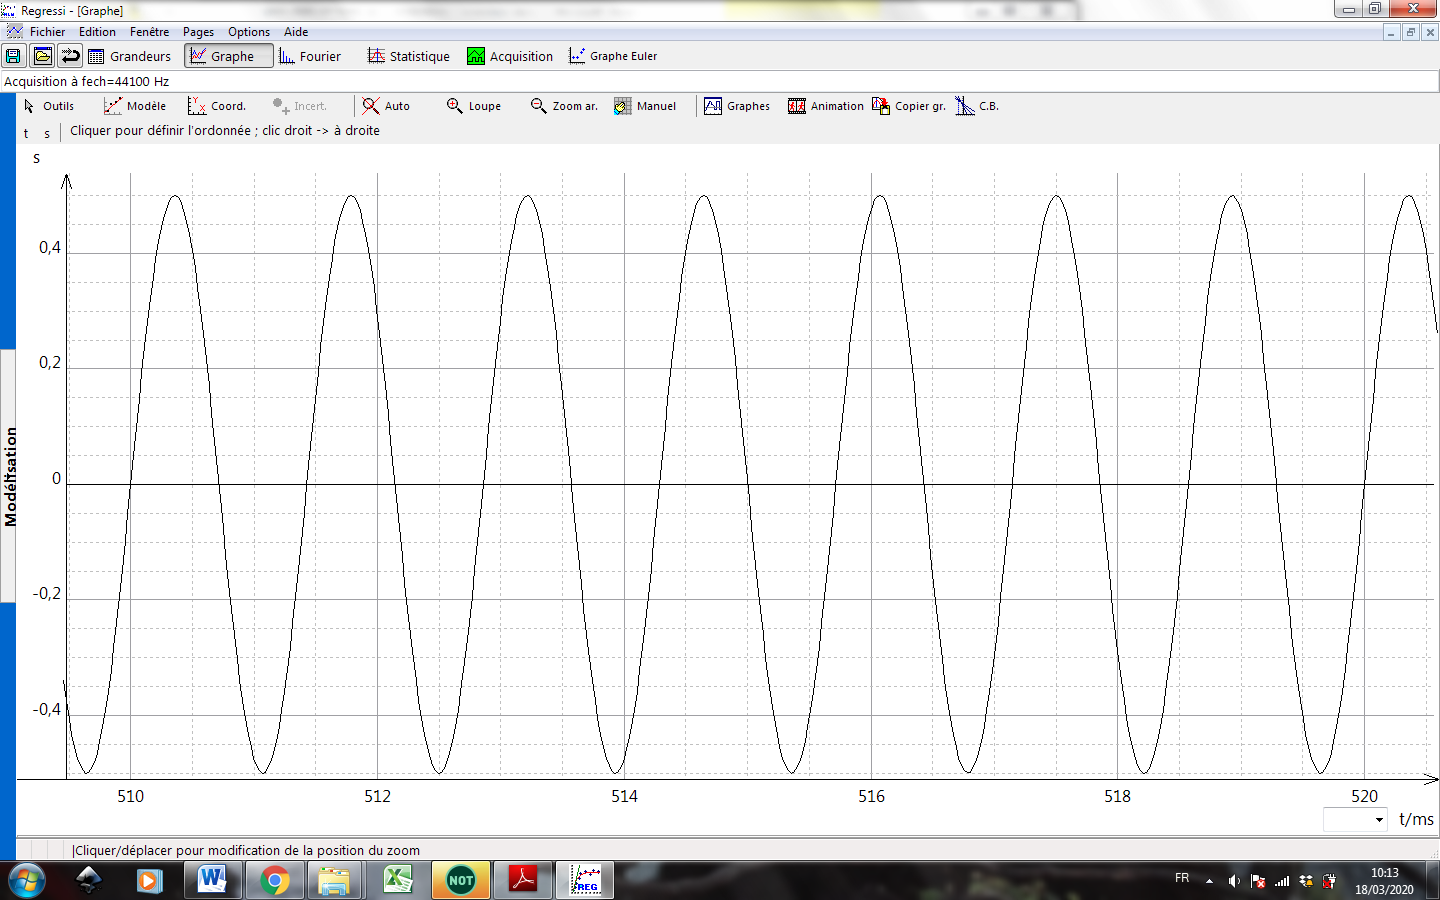 Regressi - [Graphe]
Fichier Edition Fenêtre Pages Options Aide
Grandeurs Graphe Fourier Statistique Acquisition Graphe Euler
Acquisition à fech=44100 Hz
Outils Modèle Coord. Incert. Auto Loupe Zoom ar. Manuel Graphes Animation Copier gr. C.B.
t s Cliquer pour définir l'ordonnée ; clic droit -> à droite
s
0,4
0,2
0
-0,2
-0,4
Modélisation
510 512 514 516 518 520
t/ms
Cliquer/déplacer pour modification de la position du zoom
NOT
REG
FR
10:13
18/03/2020